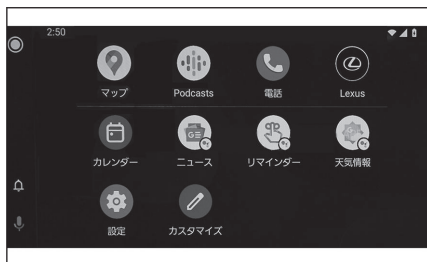 2:50
マップ
Podcasts
電話
Lexus
カレンダー
ニュース
リマインダー
天気情報
設定
カスタマイズ